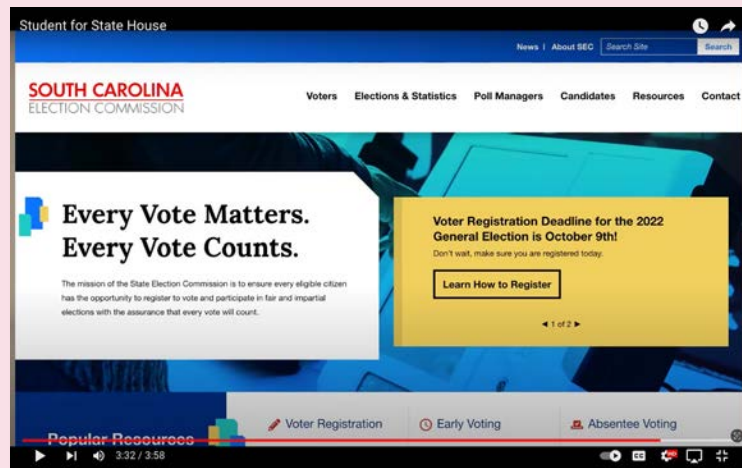 Student for State House
News | About SEC Search Site Search
SOUTH CAROLINA
ELECTION COMMISSION
Voters Elections & Statistics Poll Managers Candidates Resources Contact
Every Vote Matters.
Every Vote Counts.
The mission of the State Election Commission is to ensure every eligible citizen
has the opportunity to register to vote and participate in fair and impartial
elections with the assurance that every vote will count.
Voter Registration Deadline for the 2022
General Election is October 9th!
Don't wait, make sure you are registered today.
Learn How to Register
1 of 2
Popular Resources
Voter Registration Early Voting Absentee Voting
3:32 / 3:58
CC HD